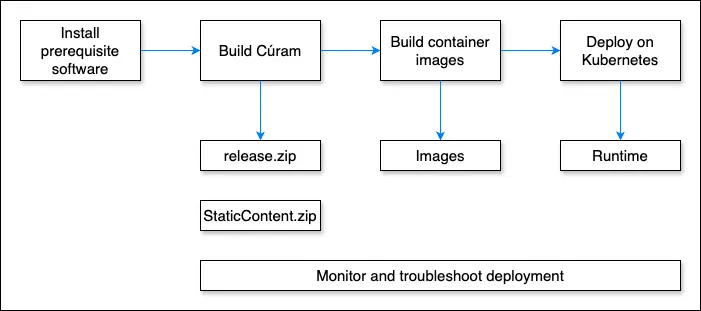 Install
prerequisite
software
Build Cúram
Build container
images
Deploy on
Kubernetes
release.zip
Images
Runtime
StaticContent.zip
Monitor and troubleshoot deployment